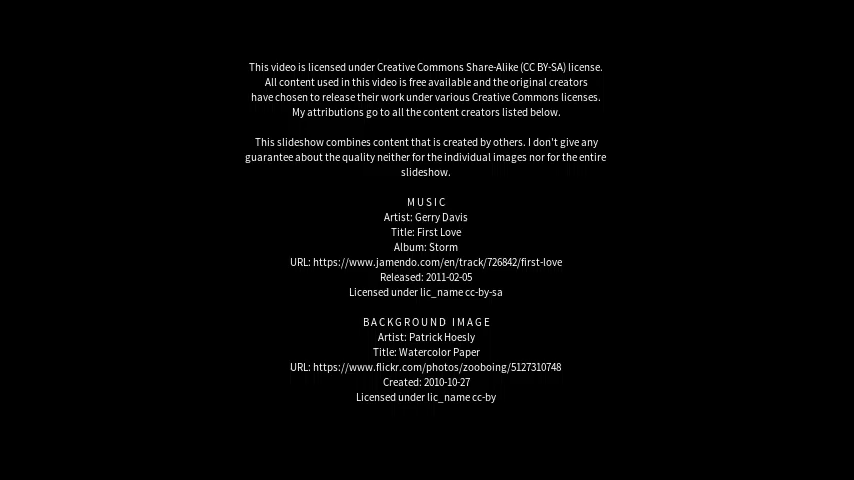 This video is licensed under Creative Commons Share-Alike (CC BY-SA) license.
All content used in this video is free available and the original creators
have chosen to release their work under various Creative Commons licenses.
My attributions go to all the content creators listed below.
This slideshow combines content that is created by others. I don't give any
guarantee about the quality neither for the individual images nor for the entire
slideshow.
MUSIC
Artist: Gerry Davis
Title: First Love
Album: Storm
URL: https://www.jamendo.com/en/track/726842/first-love
Released: 2011-02-05
Licensed under lic_name cc-by-sa
BACKGROUND IMAGE
Artist: Patrick Hoesly
Title: Watercolor Paper
URL: https://www.flickr.com/photos/zooboing/5127310748
Created: 2010-10-27
Licensed under lic_name cc-by